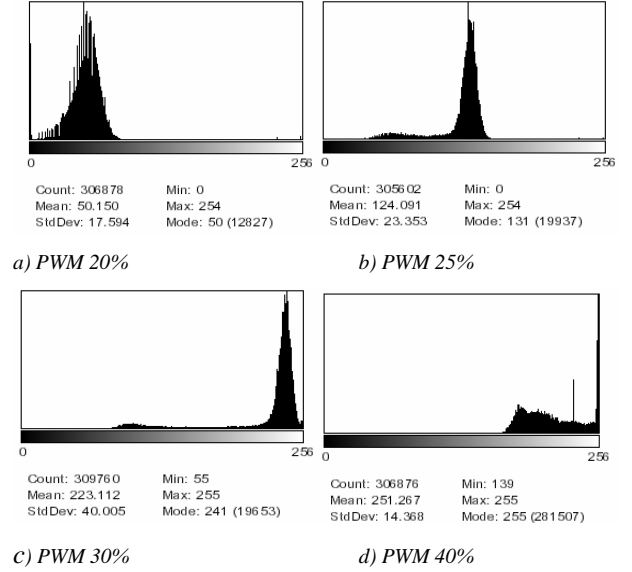 0 256
Count: 306878 Min: 0
Mean: 50.150 Max: 254
StdDev: 17.594 Mode: 50 (12827)
a) PWM 20%
0 256
Count: 305602 Min: 0
Mean: 124.091 Max: 254
StdDev: 23.353 Mode: 131 (19937)
b) PWM 25%
0 256
Count: 309760 Min: 55
Mean: 223.112 Max: 255
StdDev: 40.005 Mode: 241 (19653)
c) PWM 30%
0 256
Count: 306876 Min: 139
Mean: 251.267 Max: 255
StdDev: 14.368 Mode: 255 (281507)
d) PWM 40%